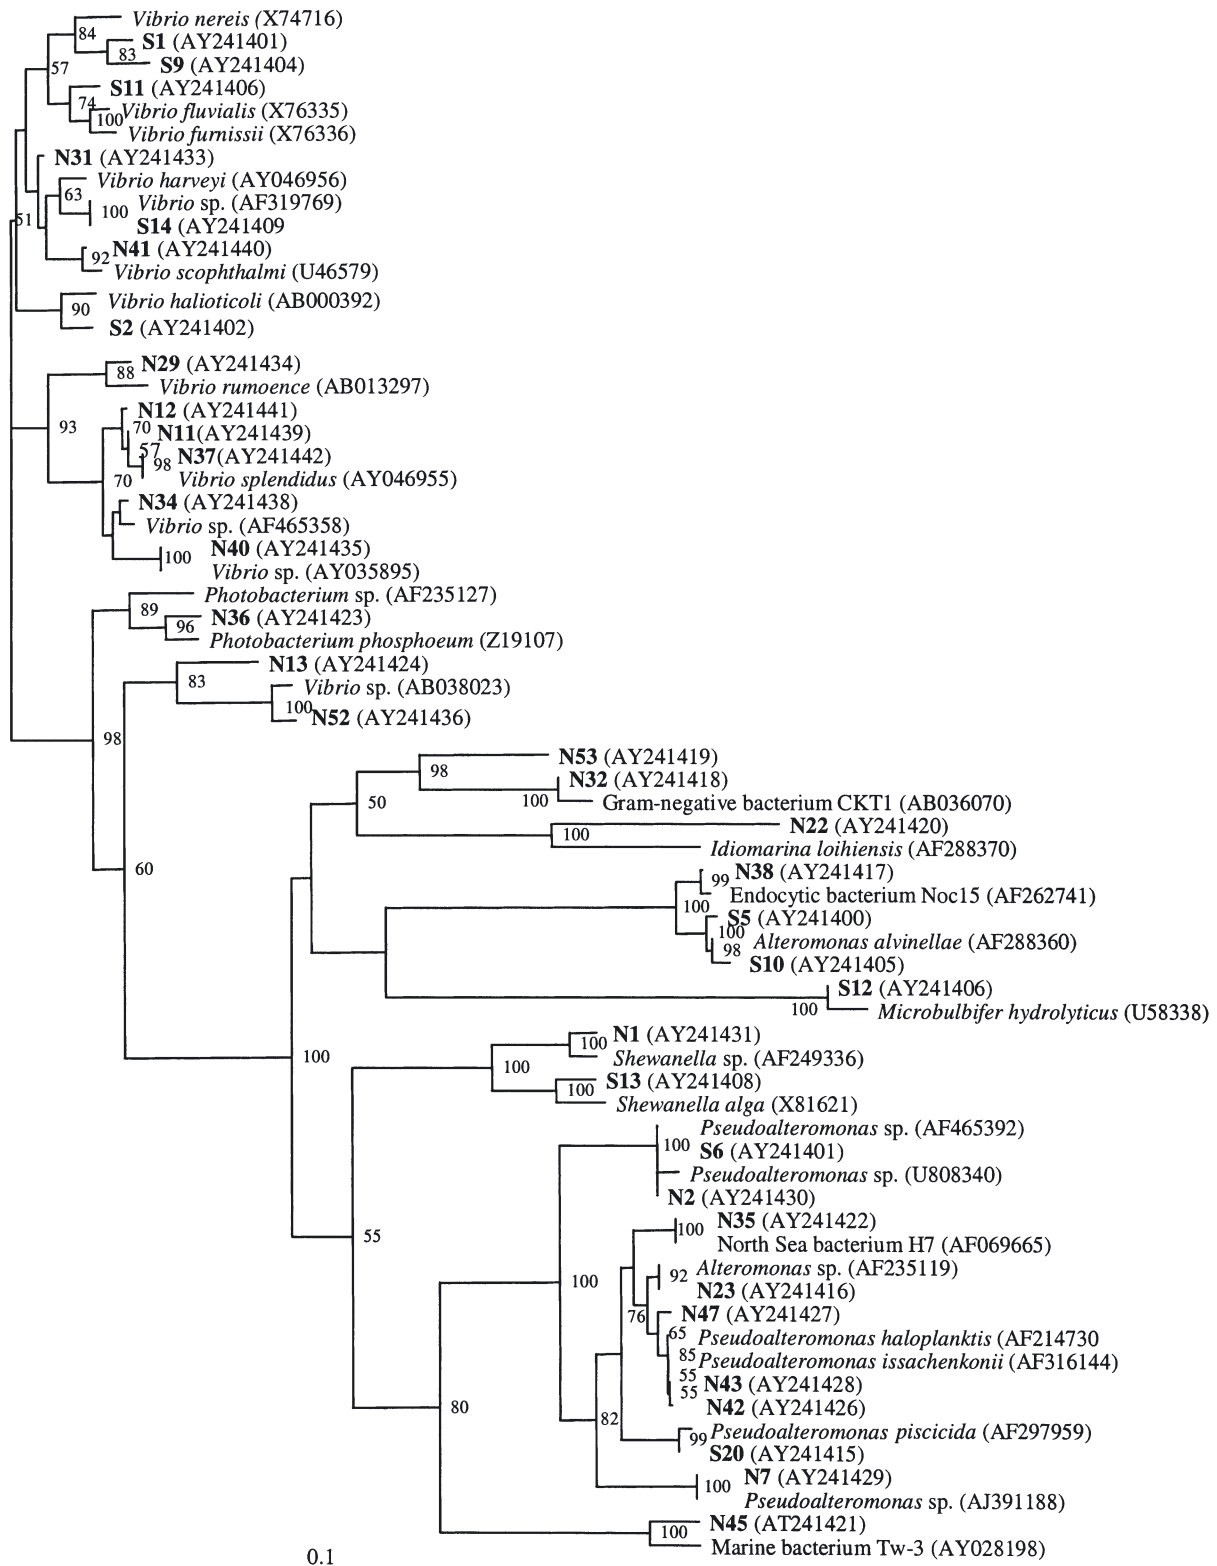 Vibrio nereis (X74716)
84
S1 (AY241401)
83
S9 (AY241404)
57
S11 (AY241406)
74
Vibrio fluvialis (X76335)
100
Vibrio furnissii (X76336)
N31 (AY241433)
Vibrio harveyi (AY046956)
63
Vibrio sp. (AF319769)
100
51
S14 (AY241409
N41 (AY241440)
92
Vibrio scophthalmi (U46579)
Vibrio halioticoli (AB000392)
90
S2 (AY241402)
N29 (AY241434)
88
Vibrio rumoence (AB013297)
N12 (AY241441)
93
70
N11(AY241439)
57
N37(AY241442)
98
Vibrio splendidus (AY046955)
70
N34 (AY241438)
Vibrio sp. (AF465358)
N40 (AY241435)
100
Vibrio sp. (AY035895)
Photobacterium sp. (AF235127)
89
N36 (AY241423)
96
Photobacterium phosphoeum (Z19107)
N13 (AY241424)
83
Vibrio sp. (AB038023)
100
N52 (AY241436)
98
N53 (AY241419)
98
N32 (AY241418)
100
50
Gram-negative bacterium CKT1 (AB036070)
N22 (AY241420)
100
Idiomarina loihiensis (AF288370)
60
N38 (AY241417)
99
Endocytic bacterium Noc15 (AF262741)
100
S5 (AY241400)
100
Alteromonas alvinellae (AF288360)
98
S10 (AY241405)
S12 (AY241406)
100
Microbulbifer hydrolyticus (U58338)
N1 (AY241431)
100
100
Shewanella sp. (AF249336)
100
S13 (AY241408)
100
Shewanella alga (X81621)
Pseudoalteromonas sp. (AF465392)
100
S6 (AY241401)
Pseudoalteromonas sp. (U808340)
N2 (AY241430)
N35 (AY241422)
100
55
North Sea bacterium H7 (AF069665)
Alteromonas sp. (AF235119)
92
100
N23 (AY241416)
76
N47 (AY241427)
65
Pseudoalteromonas haloplanktis (AF214730
85
Pseudoalteromonas issachenkonii (AF316144)
55
N43 (AY241428)
55
80
N42 (AY241426)
82
Pseudoalteromonas piscicida (AF297959)
99
S20 (AY241415)
N7 (AY241429)
100
Pseudoalteromonas sp. (AJ391188)
N45 (AT241421)
100
Marine bacterium Tw-3 (AY028198)
0.1